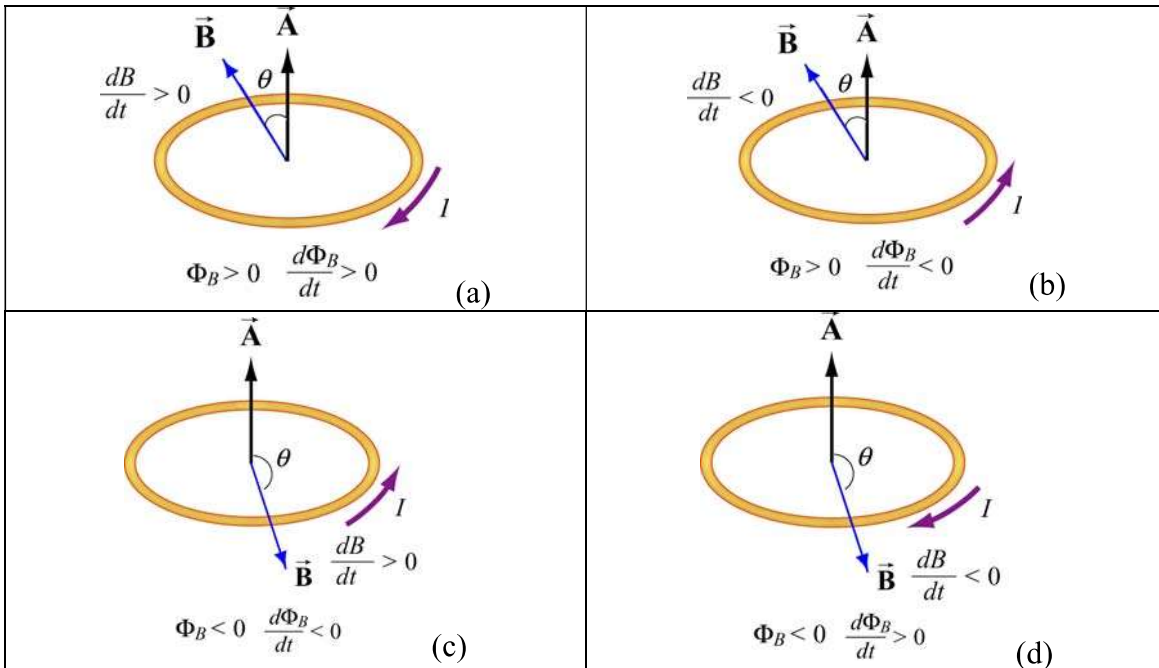 B⃗ A⃗
dB/dt > 0 θ
I
Φ_B > 0 dΦ_B/dt > 0
(a)
B⃗ A⃗
dB/dt < 0 θ
I
Φ_B > 0 dΦ_B/dt < 0
(b)
A⃗
θ
I
B⃗ dB/dt > 0
Φ_B < 0 dΦ_B/dt < 0
(c)
A⃗
θ
I
B⃗ dB/dt < 0
Φ_B < 0 dΦ_B/dt > 0
(d)